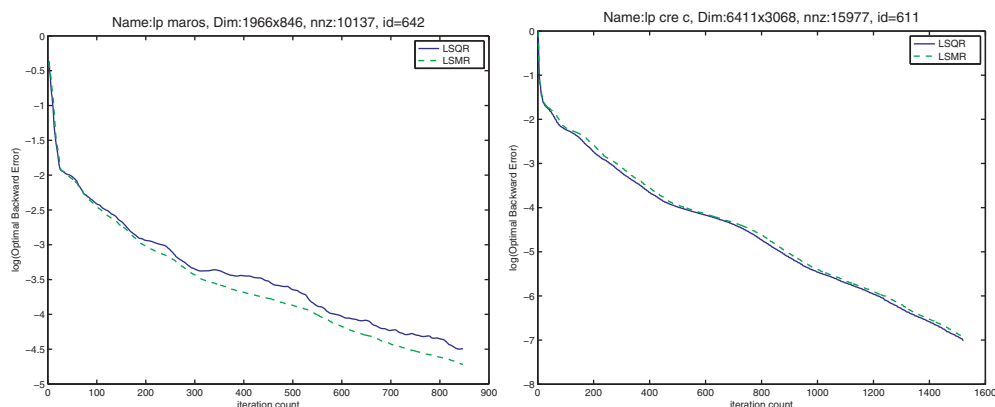 Name:lp maros, Dim:1966x846, nnz:10137, id=642
LSQR
LSMR
0
−0.5
−1
−1.5
−2
−2.5
−3
−3.5
−4
−4.5
−5
log(Optimal Backward Error)
0 100 200 300 400 500 600 700 800 900
iteration count
Name:lp cre c, Dim:6411x3068, nnz:15977, id=611
LSQR
LSMR
0
−1
−2
−3
−4
−5
−6
−7
−8
log(Optimal Backward Error)
0 200 400 600 800 1000 1200 1400 1600
iteration count